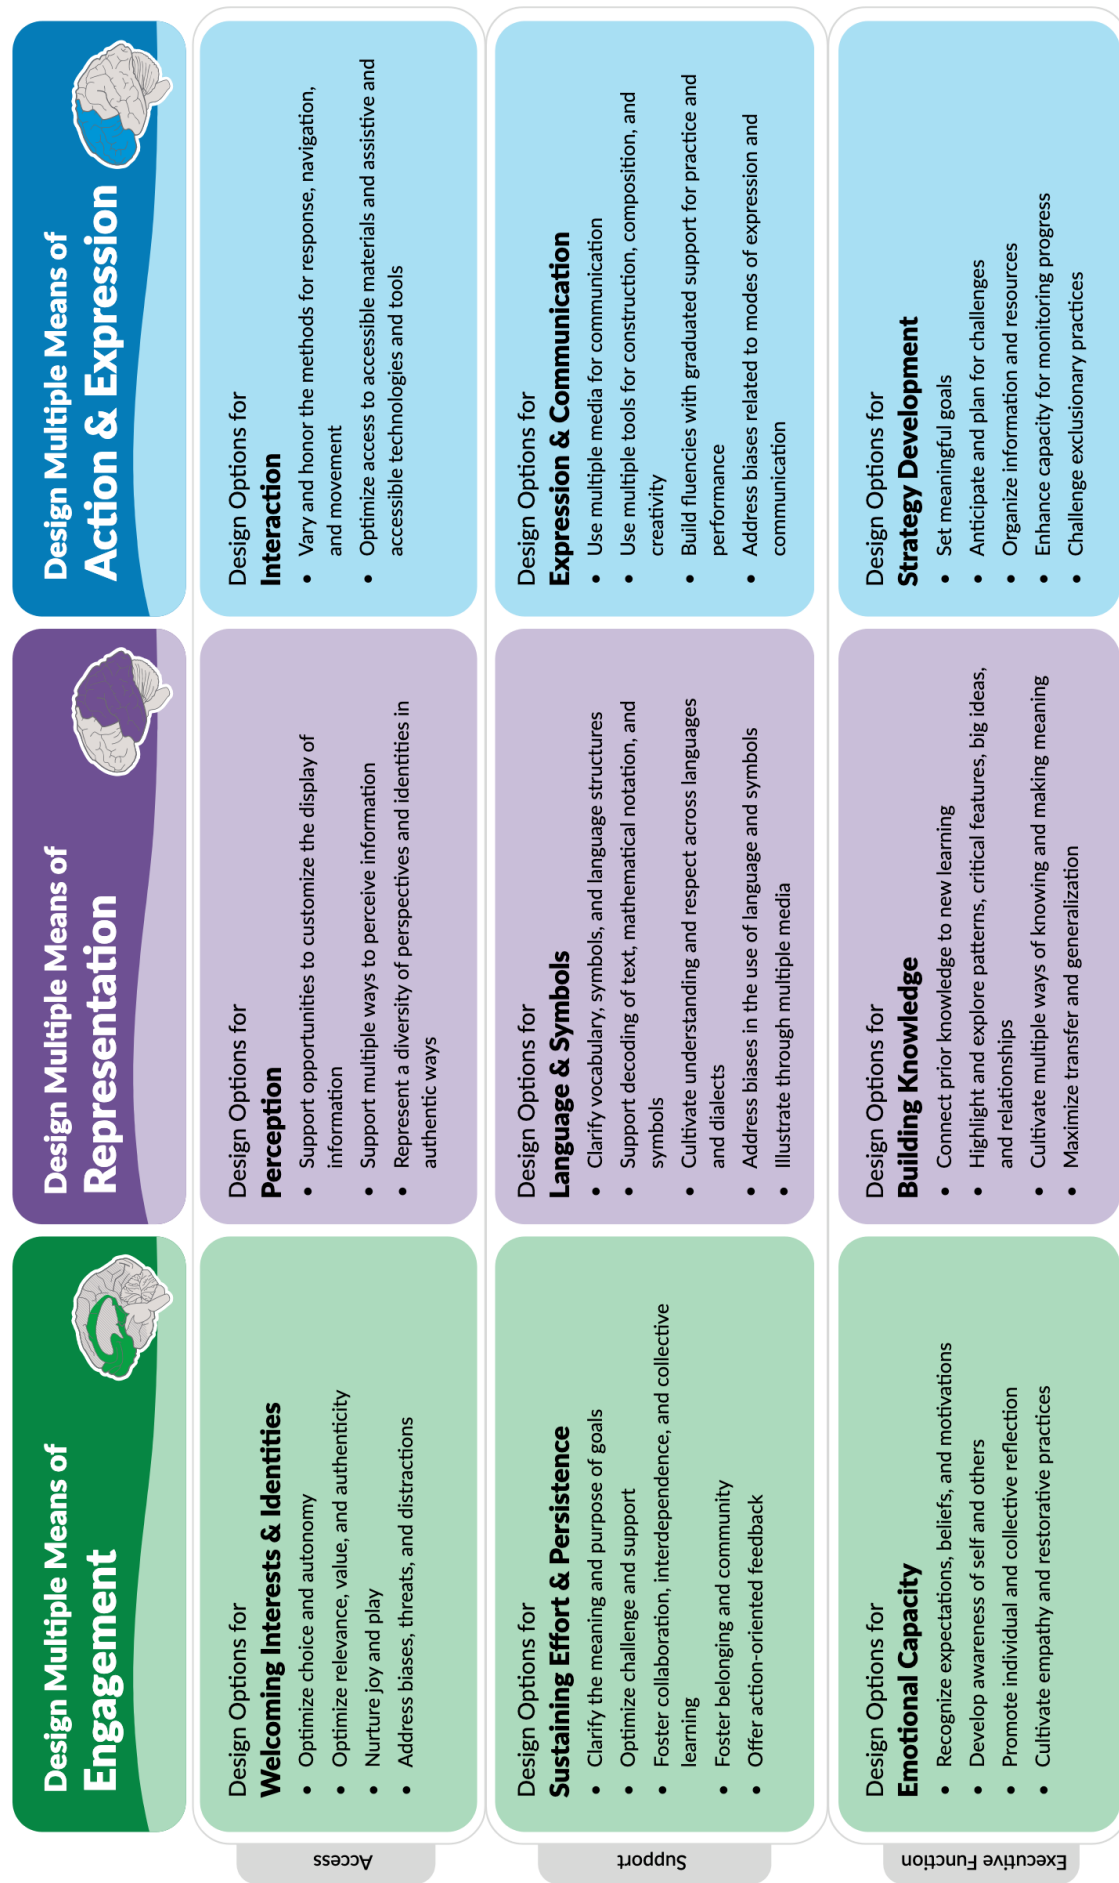 Design Multiple Means of
Engagement
Design Multiple Means of
Representation
Design Multiple Means of
Action & Expression
Access
Design Options for
Welcoming Interests & Identities
• Optimize choice and autonomy
• Optimize relevance, value, and authenticity
• Nurture joy and play
• Address biases, threats, and distractions
Design Options for
Perception
• Support opportunities to customize the display of
information
• Support multiple ways to perceive information
• Represent a diversity of perspectives and identities in
authentic ways
Design Options for
Interaction
• Vary and honor the methods for response, navigation,
and movement
• Optimize access to accessible materials and assistive and
accessible technologies and tools
Support
Design Options for
Sustaining Effort & Persistence
• Clarify the meaning and purpose of goals
• Optimize challenge and support
• Foster collaboration, interdependence, and collective
learning
• Foster belonging and community
• Offer action-oriented feedback
Design Options for
Language & Symbols
• Clarify vocabulary, symbols, and language structures
• Support decoding of text, mathematical notation, and
symbols
• Cultivate understanding and respect across languages
and dialects
• Address biases in the use of language and symbols
• Illustrate through multiple media
Design Options for
Expression & Communication
• Use multiple media for communication
• Use multiple tools for construction, composition, and
creativity
• Build fluencies with graduated support for practice and
performance
• Address biases related to modes of expression and
communication
Executive Function
Design Options for
Emotional Capacity
• Recognize expectations, beliefs, and motivations
• Develop awareness of self and others
• Promote individual and collective reflection
• Cultivate empathy and restorative practices
Design Options for
Building Knowledge
• Connect prior knowledge to new learning
• Highlight and explore patterns, critical features, big ideas,
and relationships
• Cultivate multiple ways of knowing and making meaning
• Maximize transfer and generalization
Design Options for
Strategy Development
• Set meaningful goals
• Anticipate and plan for challenges
• Organize information and resources
• Enhance capacity for monitoring progress
• Challenge exclusionary practices